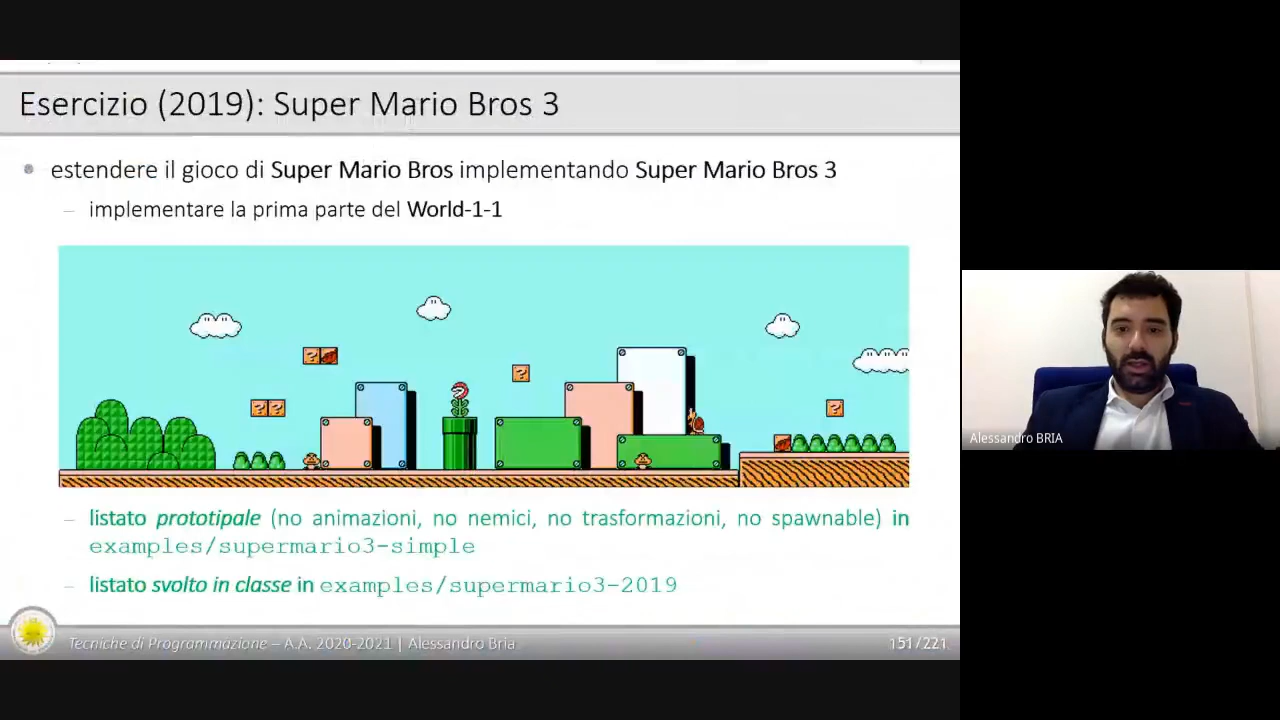 Esercizio (2019): Super Mario Bros 3
estendere il gioco di Super Mario Bros implementando Super Mario Bros 3
– implementare la prima parte del World-1-1
? ?
? ?
?
?
– listato prototipale (no animazioni, no nemici, no trasformazioni, no spawnable) in
examples/supermario3-simple
– listato svolto in classe in examples/supermario3-2019
Tecniche di Programmazione – A.A. 2020-2021 | Alessandro Bria
151/221
Alessandro BRIA